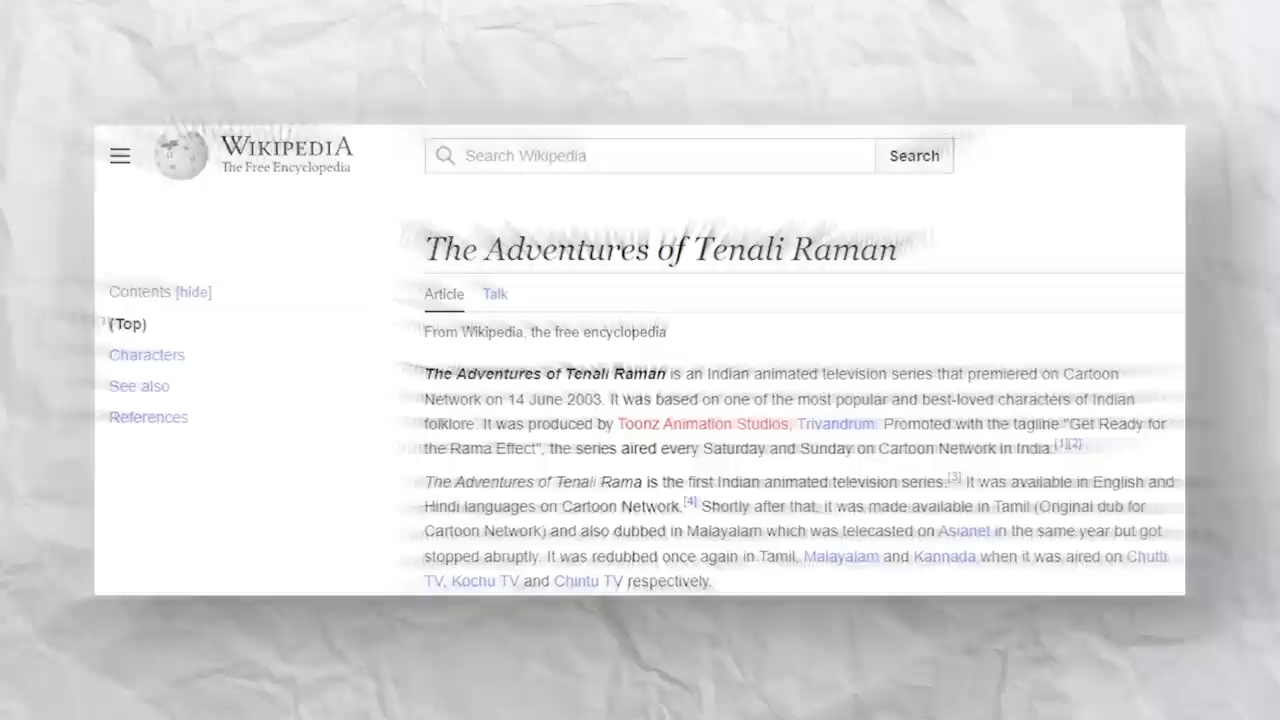 WIKIPEDIA
The Free Encyclopedia
Search Wikipedia
Search
The Adventures of Tenali Raman
Contents [hide]
(Top)
Characters
See also
References
Article Talk
From Wikipedia, the free encyclopedia
The Adventures of Tenali Raman is an Indian animated television series that premiered on Cartoon
Network on 14 June 2003. It was based on one of the most popular and best-loved characters of Indian
folklore. It was produced by Toonz Animation Studios, Trivandrum. Promoted with the tagline "Get Ready for
the Rama Effect", the series aired every Saturday and Sunday on Cartoon Network in India.[1][2]
The Adventures of Tenali Rama is the first Indian animated television series.[3] It was available in English and
Hindi languages on Cartoon Network.[4] Shortly after that, it was made available in Tamil (Original dub for
Cartoon Network) and also dubbed in Malayalam which was telecasted on Asianet in the same year but got
stopped abruptly. It was redubbed once again in Tamil, Malayalam and Kannada when it was aired on Chutti
TV, Kochu TV and Chintu TV respectively.